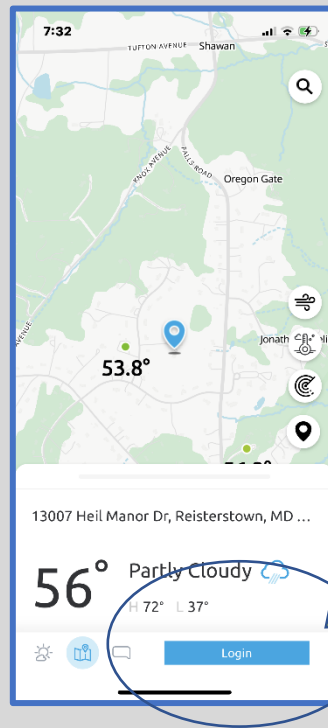 7:32
TUFTON AVENUE
Shawan
KNOX AVENUE
FALLS ROAD
Oregon Gate
AVENUE
Jonath
53.8°
13007 Heil Manor Dr, Reisterstown, MD ...
56°
Partly Cloudy
H 72° L 37°
Login